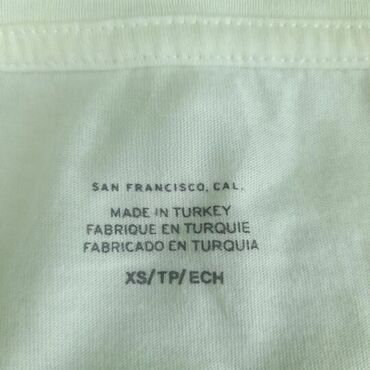 SAN FRANCISCO, CAL.
MADE IN TURKEY
FABRIQUE EN TURQUIE
FABRICADO EN TURQUIA
XS/TP/ECH